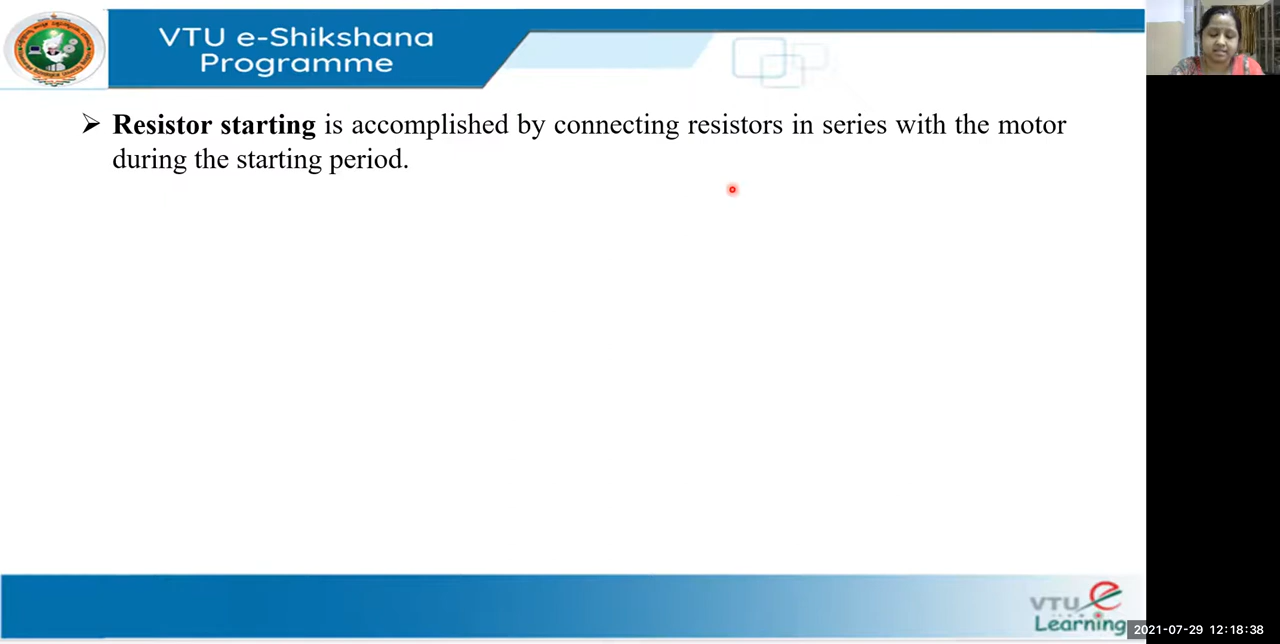 VTU e-Shikshana
Programme
➢ Resistor starting is accomplished by connecting resistors in series with the motor
during the starting period.
VTU e
Learning
2021-07-29 12:18:38